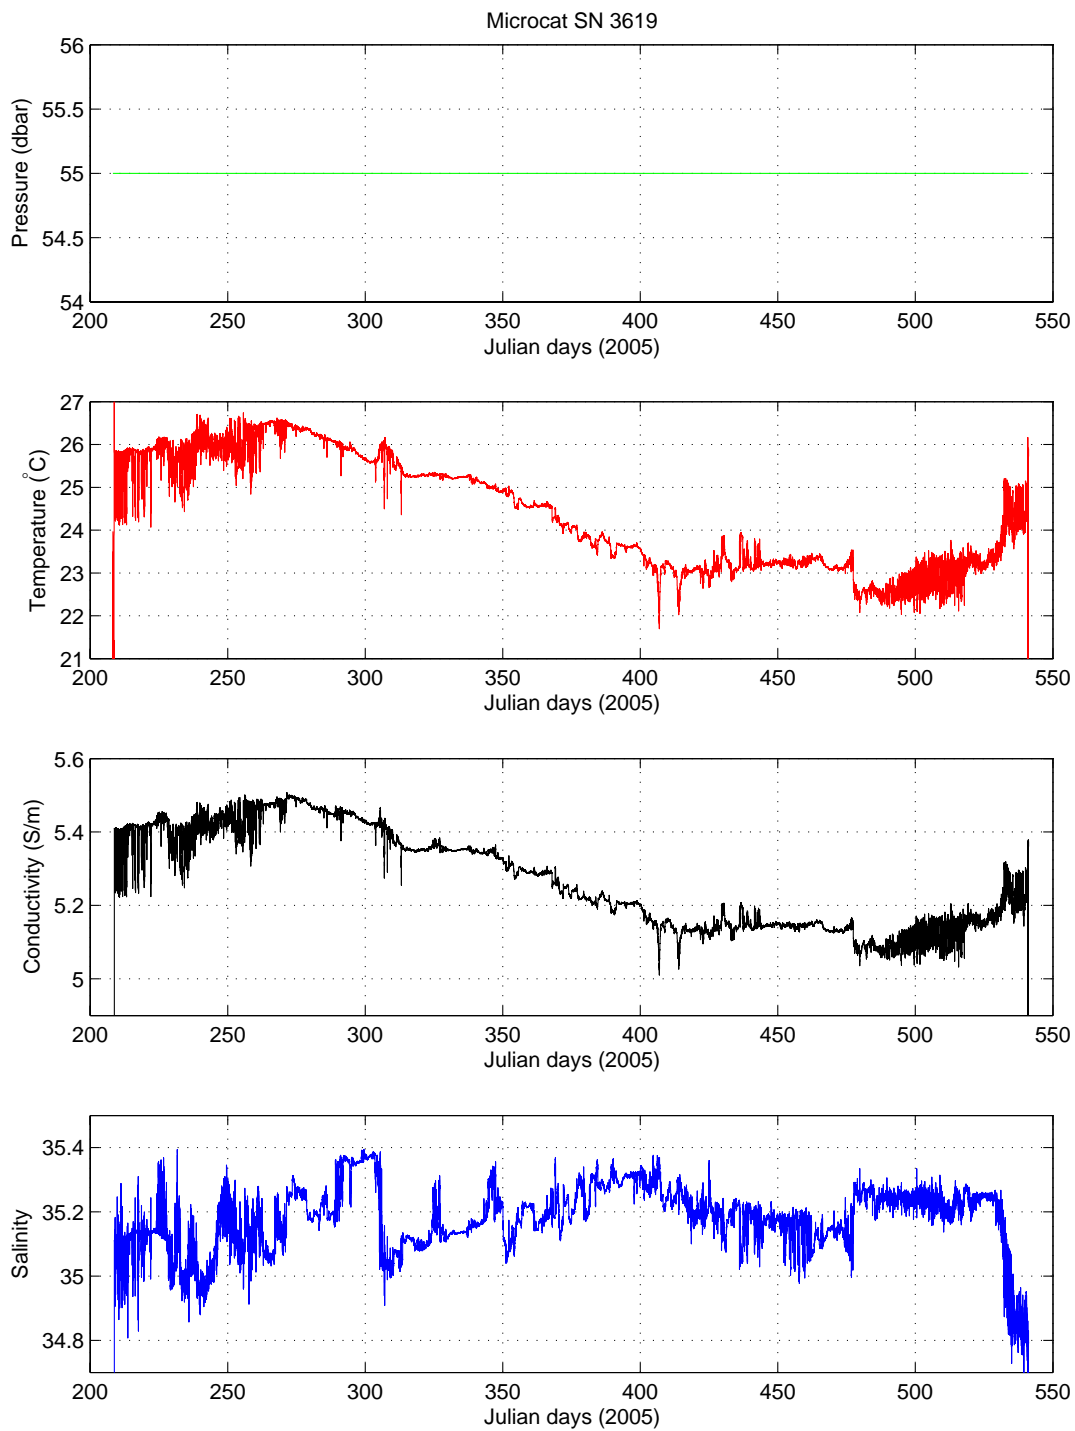 Microcat SN 3619
56
55.5
55
54.5
54
Pressure (dbar)
200 250 300 350 400 450 500 550
Julian days (2005)
27
26
25
24
23
22
21
Temperature (°C)
200 250 300 350 400 450 500 550
Julian days (2005)
5.6
5.4
5.2
5
Conductivity (S/m)
200 250 300 350 400 450 500 550
Julian days (2005)
35.4
35.2
35
34.8
Salinity
200 250 300 350 400 450 500 550
Julian days (2005)